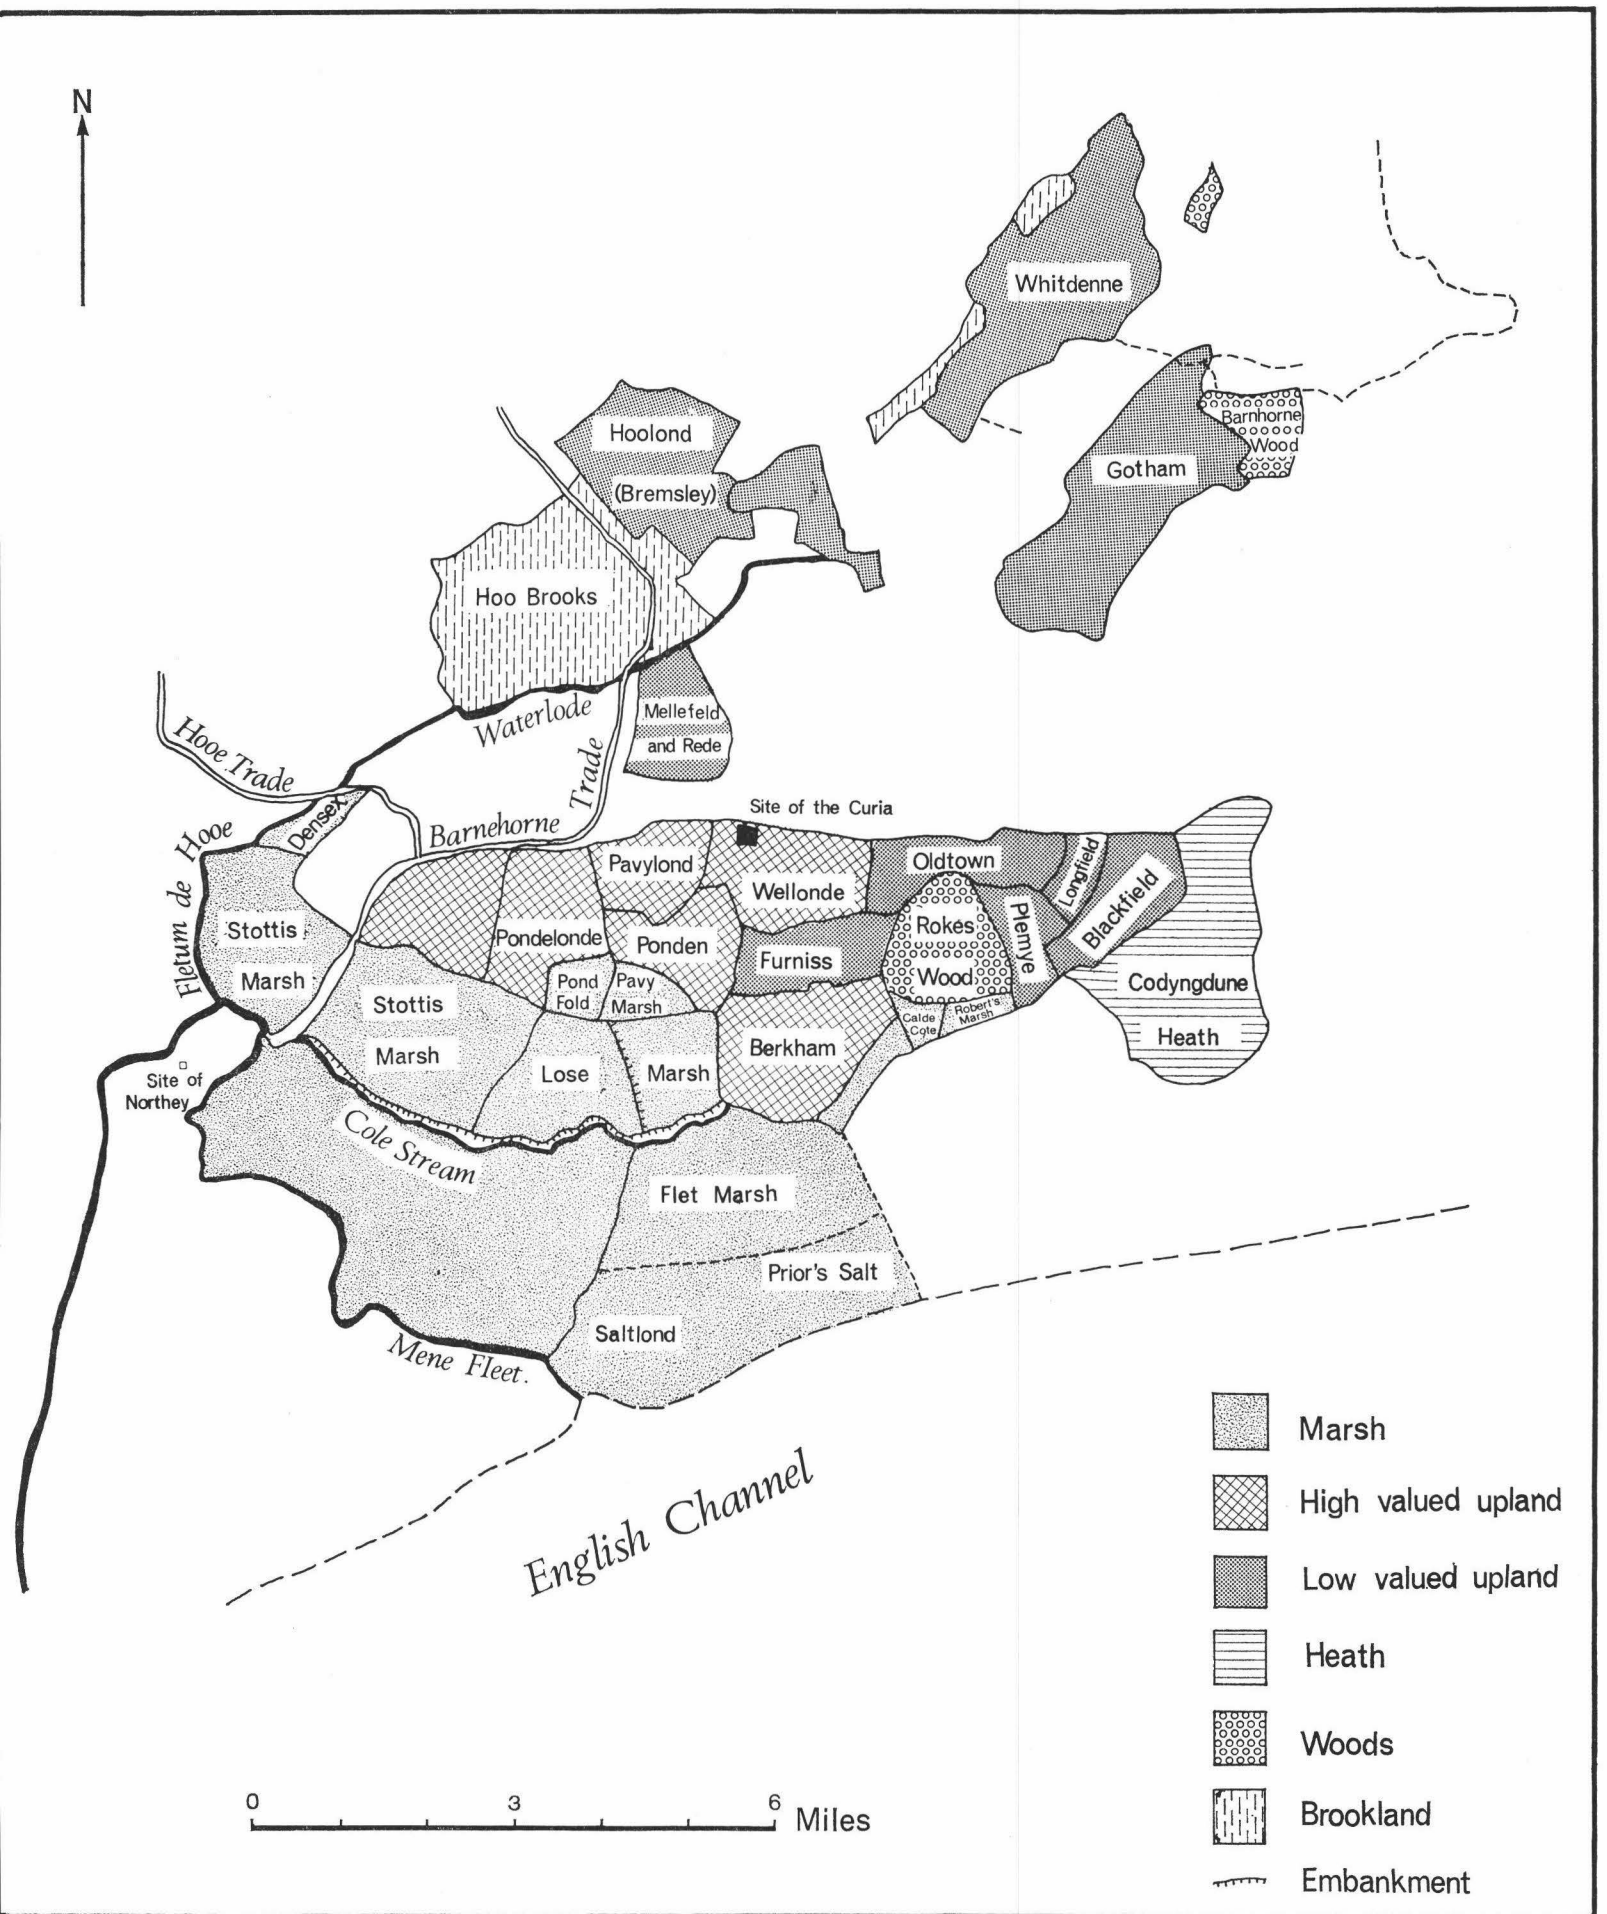 N
Whitdenne
Barnhorne
Wood
Gotham
Hoolond
(Bremsley)
Hoo Brooks
Waterlode
Mellefeld
and Rede
Hooe Trade
Trade
Barnehorne
Densex
Fletum de Hooe
Site of the Curia
Pavylond
Wellonde
Oldtown
Longfield
Blackfield
Stottis
Marsh
Pondelonde
Ponden
Furniss
Rokes
Wood
Plemye
Codyngdune
Heath
Pond
Fold
Pavy
Marsh
Calde
Cote
Robert's
Marsh
Stottis
Marsh
Lose
Marsh
Berkham
Site of
Northey
Cole Stream
Flet Marsh
Prior's Salt
Saltlond
Mene Fleet.
English Channel
Marsh
High valued upland
Low valued upland
Heath
Woods
Brookland
Embankment
0 3 6 Miles